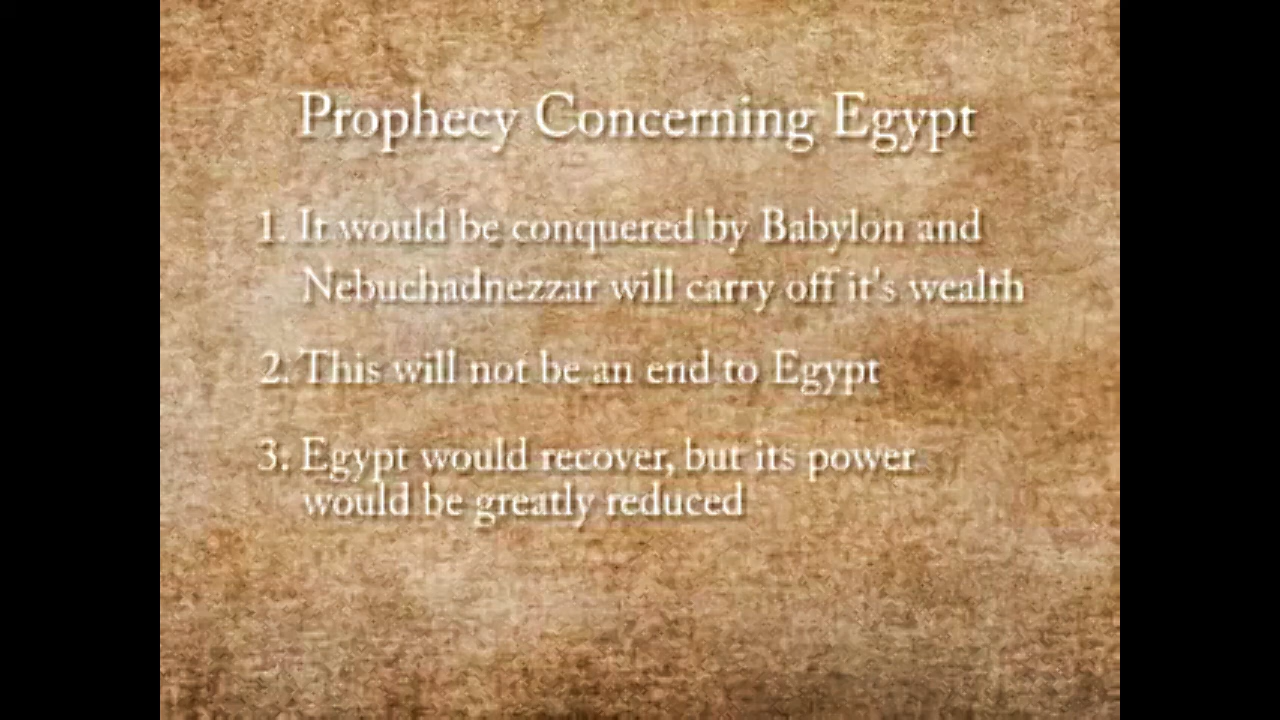 Prophecy Concerning Egypt
1. It would be conquered by Babylon and
Nebuchadnezzar will carry off it's wealth
2. This will not be an end to Egypt
3. Egypt would recover, but its power
would be greatly reduced